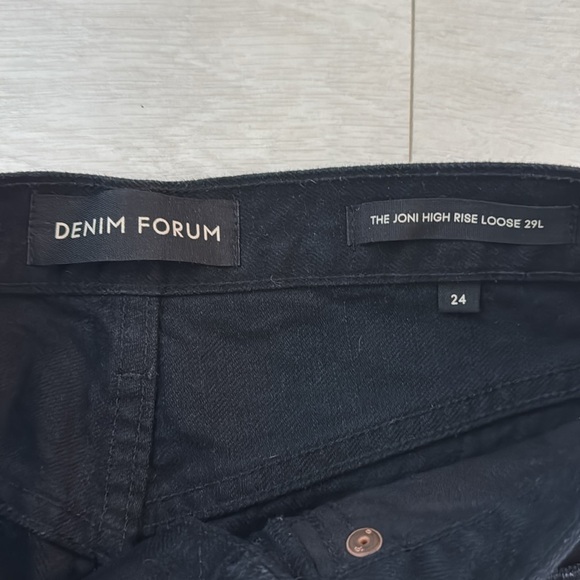 DENIM FORUM
THE JONI HIGH RISE LOOSE 29L
24